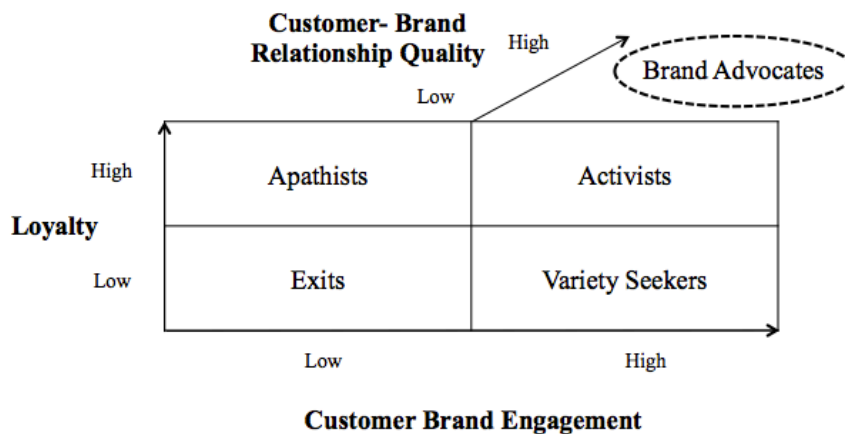 Customer- Brand
Relationship Quality
High
Brand Advocates
Low
High
Apathists
Activists
Loyalty
Low
Exits
Variety Seekers
Low
High
Customer Brand Engagement